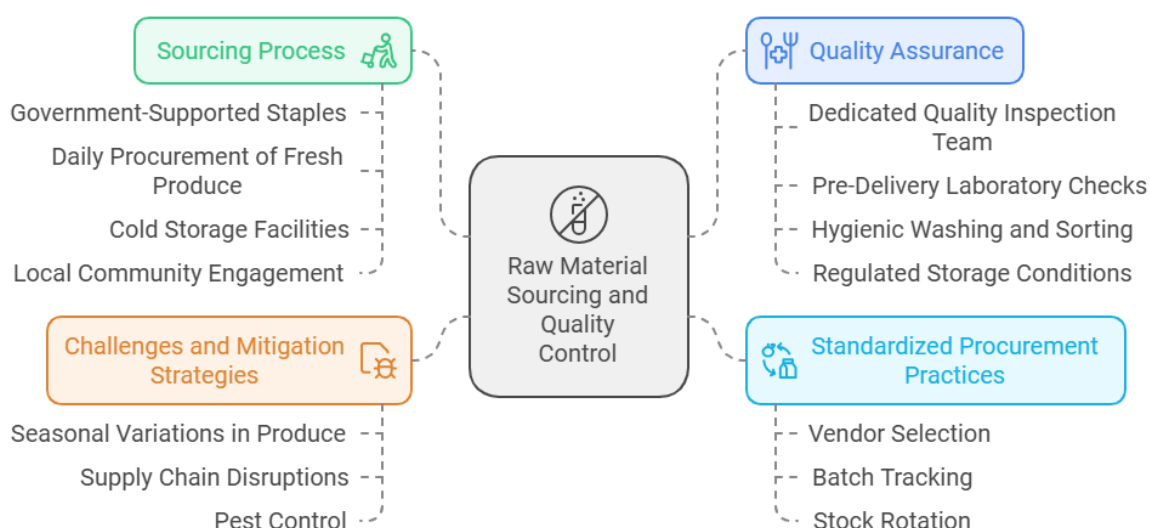 Sourcing Process
Government-Supported Staples
Daily Procurement of Fresh
Produce
Cold Storage Facilities
Local Community Engagement
Challenges and Mitigation
Strategies
Seasonal Variations in Produce
Supply Chain Disruptions
Pest Control
Raw Material
Sourcing and
Quality
Control
Quality Assurance
Dedicated Quality Inspection
Team
Pre-Delivery Laboratory Checks
Hygienic Washing and Sorting
Regulated Storage Conditions
Standardized Procurement
Practices
Vendor Selection
Batch Tracking
Stock Rotation